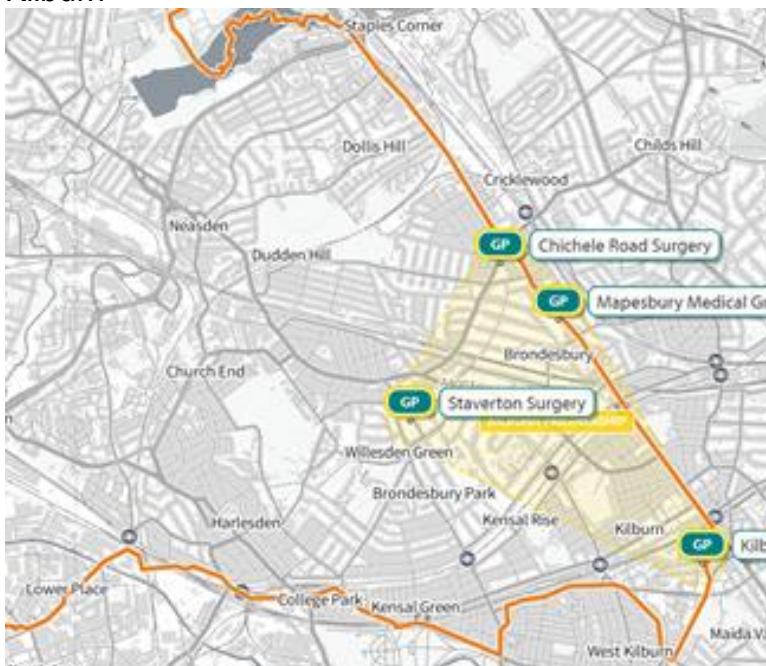 Staples Corner
Dollis Hill
Childs Hill
Cricklewood
Neasden
GP
Chichele Road Surgery
Dudden Hill
GP
Mapesbury Medical Gr
Brondesbury
Church End
GP
Staverton Surgery
Willesden Green
Brondesbury Park
Harlesden
Kensal Rise
Kilburn
GP
Kilb
Lower Place
College Park
Kensal Green
West Kilburn
Maida Va